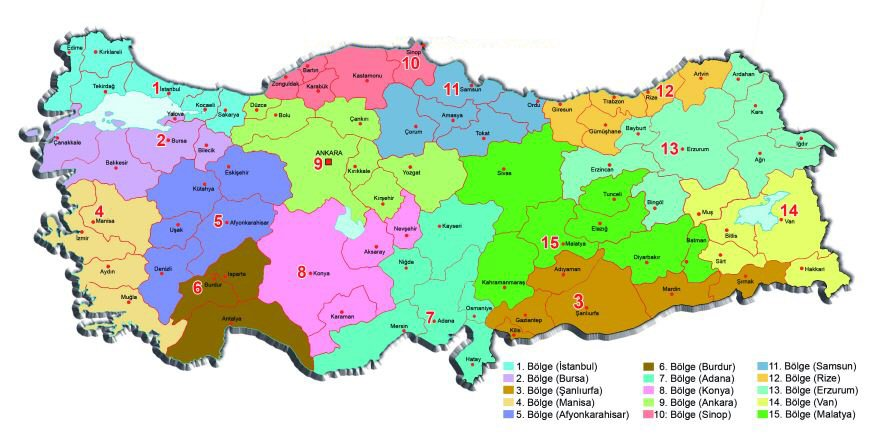 Edirne
Kırklareli
Tekirdağ
1
İstanbul
Kocaeli
Sakarya
Yalova
Düzce
Bolu
Zonguldak
Bartın
Karabük
Kastamonu
Sinop
10
11
Samsun
Ordu
Giresun
Trabzon
Rize
12
Artvin
Ardahan
Kars
Iğdır
Gümüşhane
Bayburt
13
Erzurum
Ağrı
Erzincan
Çorum
Amasya
Tokat
Çankırı
ANKARA
9
Kırıkkale
Yozgat
Kırşehir
Sivas
Çanakkale
2
Bursa
Bilecik
Balıkesir
Eskişehir
Kütahya
4
Manisa
İzmir
Uşak
5
Afyonkarahisar
Aydın
Denizli
Muğla
6
Isparta
Burdur
Antalya
8
Konya
Karaman
Aksaray
Nevşehir
Niğde
Kayseri
7
Mersin
Adana
Osmaniye
Hatay
Kahramanmaraş
15
Malatya
Elazığ
Tunceli
Bingöl
Diyarbakır
Batman
Muş
Bitlis
Siirt
14
Van
Hakkari
Şırnak
Mardin
3
Adıyaman
Şanlıurfa
Gaziantep
Kilis
1. Bölge (İstanbul)
2. Bölge (Bursa)
3. Bölge (Şanlıurfa)
4. Bölge (Manisa)
5. Bölge (Afyonkarahisar)
6. Bölge (Burdur)
7. Bölge (Adana)
8. Bölge (Konya)
9. Bölge (Ankara)
10: Bölge (Sinop)
11. Bölge (Samsun)
12. Bölge (Rize)
13. Bölge (Erzurum)
14. Bölge (Van)
15. Bölge (Malatya)